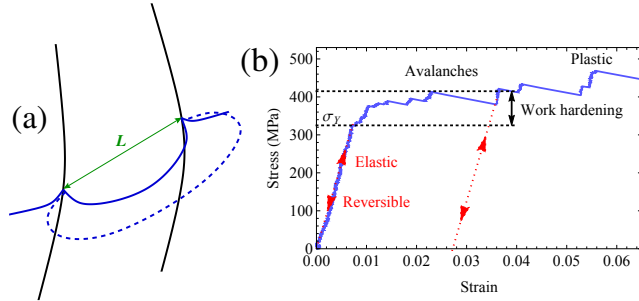 (a)
L
(b)
Stress (MPa)
500
400
300
200
100
0
Avalanches
Plastic
σY
Work hardening
Elastic
Reversible
0.00 0.01 0.02 0.03 0.04 0.05 0.06
Strain